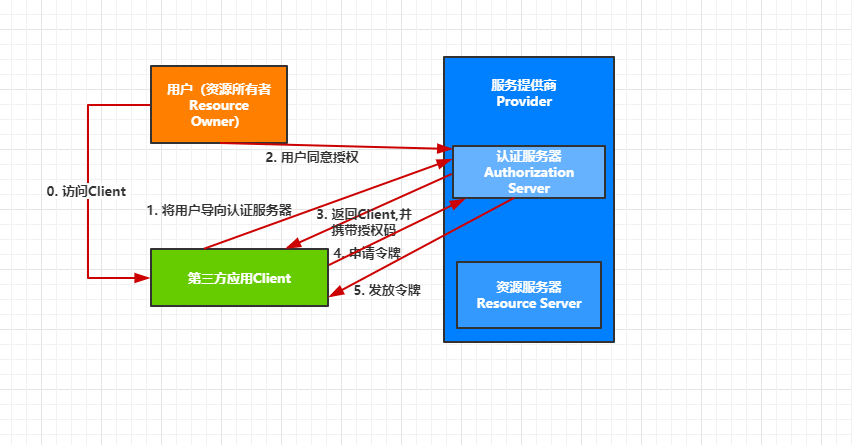 用户（资源所有者
Resource
Owner）
服务提供商
Provider
认证服务器
Authorization
Server
2. 用户同意授权
0. 访问Client
1. 将用户导向认证服务器
3. 返回Client,并
携带授权码
4. 申请令牌
第三方应用Client
5. 发放令牌
资源服务器
Resource Server